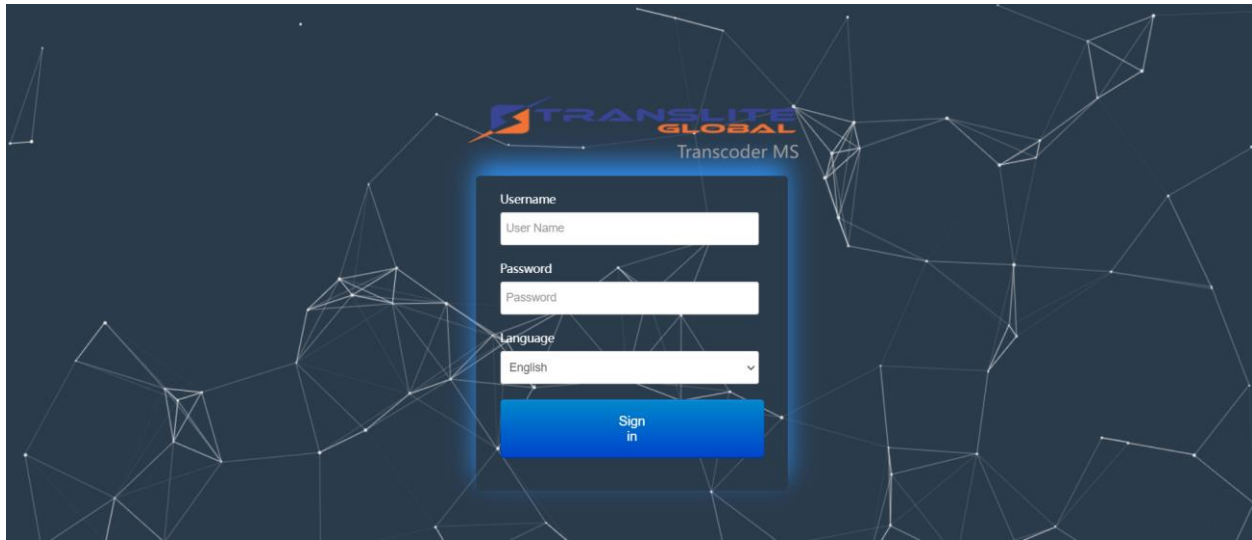 TRANSLITE
GLOBAL
Transcoder MS
Username
User Name
Password
Password
Language
English
Sign
in